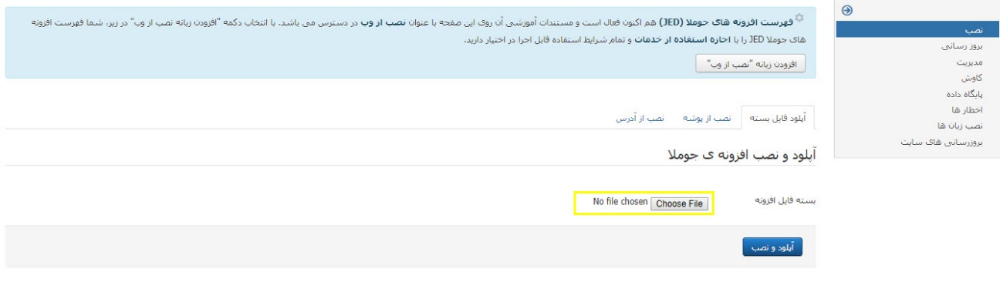 فهرست افزونه های جوملا (JED) هم اکنون فعال است و مستندات آموزشی آن روی این صفحه با عنوان نصب از وب در دسترس می باشد. با انتخاب دکمه "افزودن زبانه نصب از وب" در زیر، شما فهرست افزونه
های جوملا JED را با اجازه استفاده از خدمات و تمام شرایط استفاده قابل اجرا در اختیار دارید.
افزودن زبانه "نصب از وب"
نصب
بروز رسانی
مدیریت
کاوش
پایگاه داده
اخطار ها
نصب زبان ها
بروزرسانی های سایت
آپلود فایل بسته نصب از پوشه نصب از آدرس
آپلود و نصب افزونه ی جوملا
بسته فایل افزونه
Choose File No file chosen
آپلود و نصب